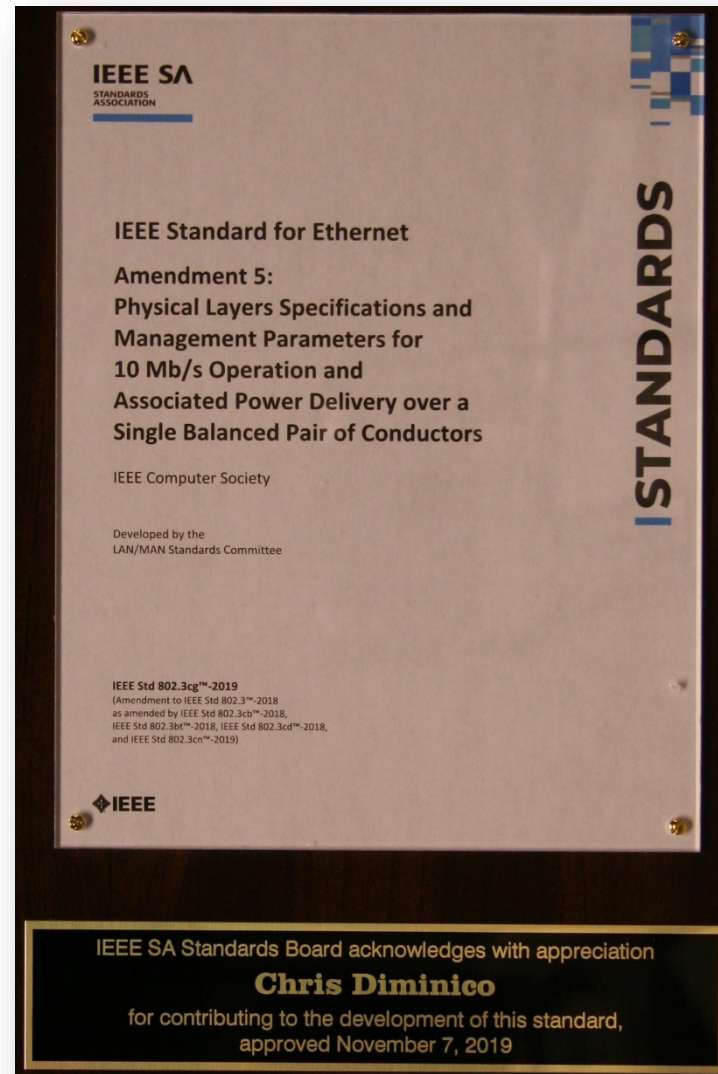 IEEE SA
STANDARDS
ASSOCIATION
STANDARDS
IEEE Standard for Ethernet
Amendment 5:
Physical Layers Specifications and
Management Parameters for
10 Mb/s Operation and
Associated Power Delivery over a
Single Balanced Pair of Conductors
IEEE Computer Society
Developed by the
LAN/MAN Standards Committee
IEEE Std 802.3cg™-2019
(Amendment to IEEE Std 802.3™-2018
as amended by IEEE Std 802.3cb™-2018,
IEEE Std 802.3bt™-2018, IEEE Std 802.3cd™-2018,
and IEEE Std 802.3cn™-2019)
IEEE
IEEE SA Standards Board acknowledges with appreciation
Chris Diminico
for contributing to the development of this standard,
approved November 7, 2019